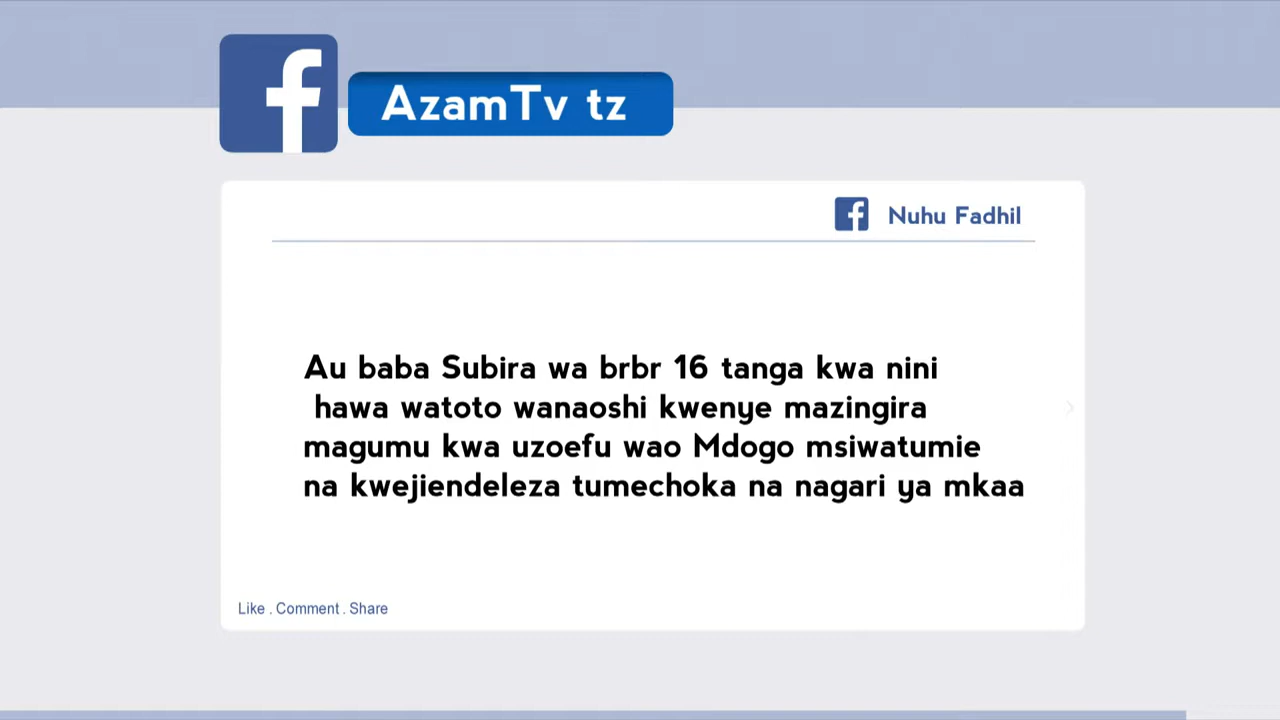 AzamTv tz
Nuhu Fadhil
Au baba Subira wa brbr 16 tanga kwa nini
hawa watoto wanaoshi kwenye mazingira
magumu kwa uzoefu wao Mdogo msiwatumie
na kwejiendeleza tumechoka na nagari ya mkaa
Like . Comment . Share